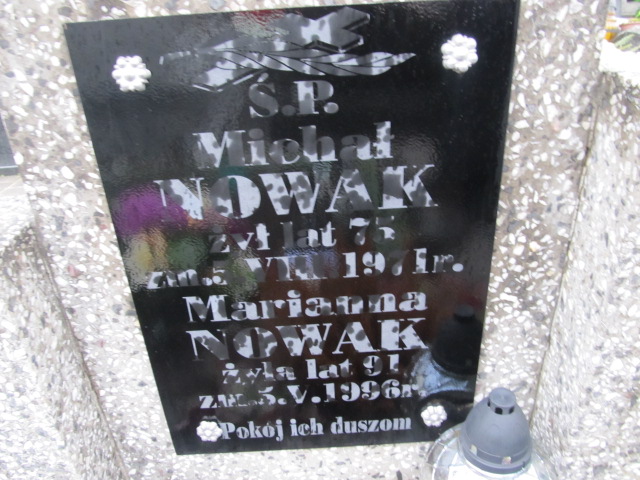 Ś.P.
Michał
NOWAK
żył lat 75
zm.5 VIII 1971r.
Marianna
NOWAK
żyła lat 91
zm.5.V.1996r.
Pokój ich duszom